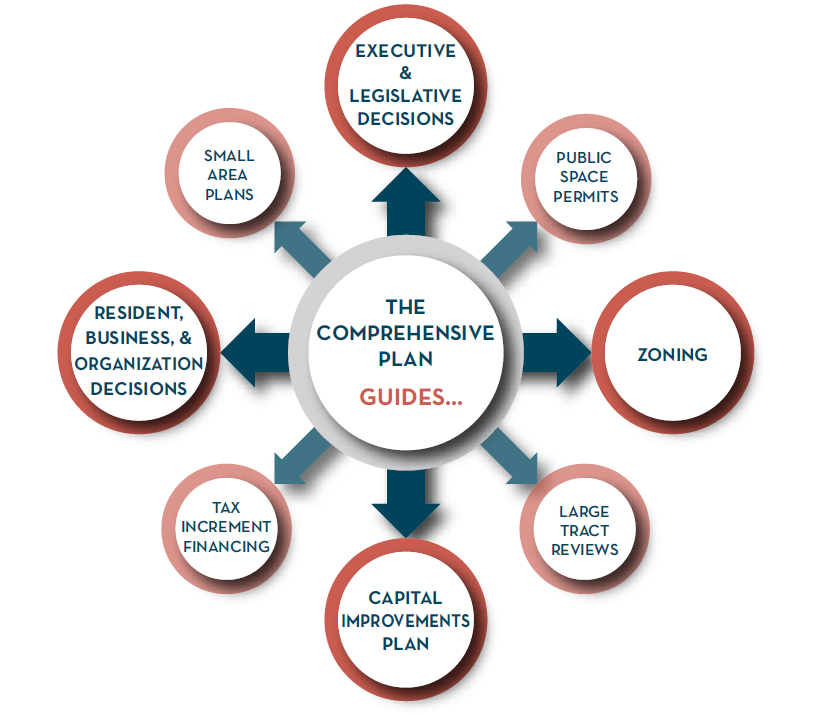 EXECUTIVE
&
LEGISLATIVE
DECISIONS
SMALL
AREA
PLANS
PUBLIC
SPACE
PERMITS
RESIDENT,
BUSINESS, &
ORGANIZATION
DECISIONS
THE
COMPREHENSIVE
PLAN
GUIDES...
ZONING
TAX
INCREMENT
FINANCING
LARGE
TRACT
REVIEWS
CAPITAL
IMPROVEMENTS
PLAN